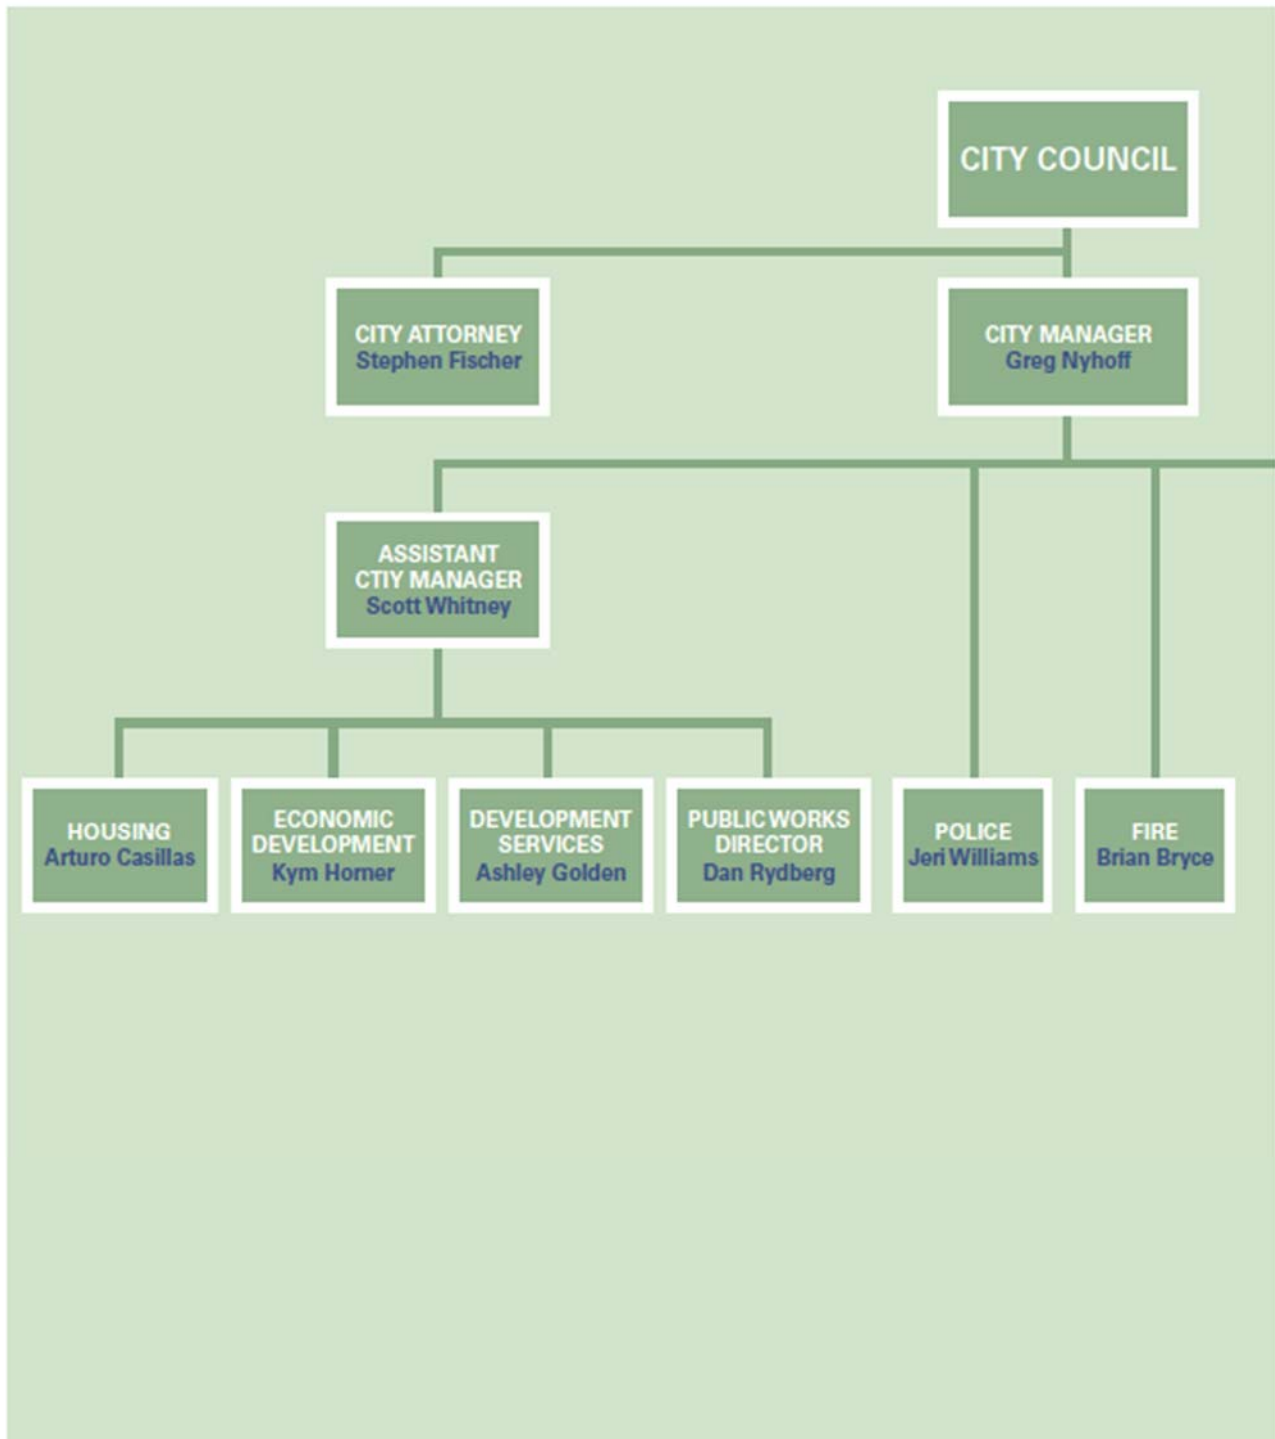 CITY COUNCIL
CITY ATTORNEY
Stephen Fischer
CITY MANAGER
Greg Nyhoff
ASSISTANT
CTIY MANAGER
Scott Whitney
HOUSING
Arturo Casillas
ECONOMIC
DEVELOPMENT
Kym Horner
DEVELOPMENT
SERVICES
Ashley Golden
PUBLIC WORKS
DIRECTOR
Dan Rydberg
POLICE
Jeri Williams
FIRE
Brian Bryce